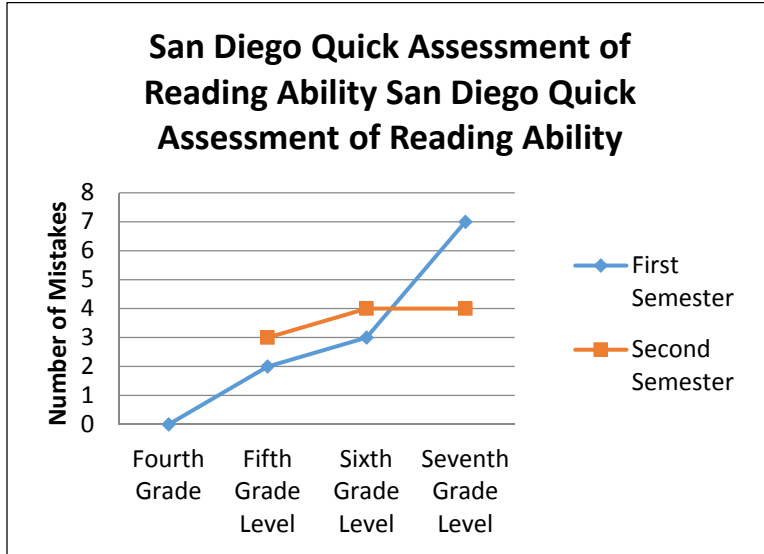 San Diego Quick Assessment of
Reading Ability San Diego Quick
Assessment of Reading Ability
Number of Mistakes
8
7
6
5
4
3
2
1
0
Fourth
Grade
Fifth
Grade
Level
Sixth
Grade
Level
Seventh
Grade
Level
First
Semester
Second
Semester